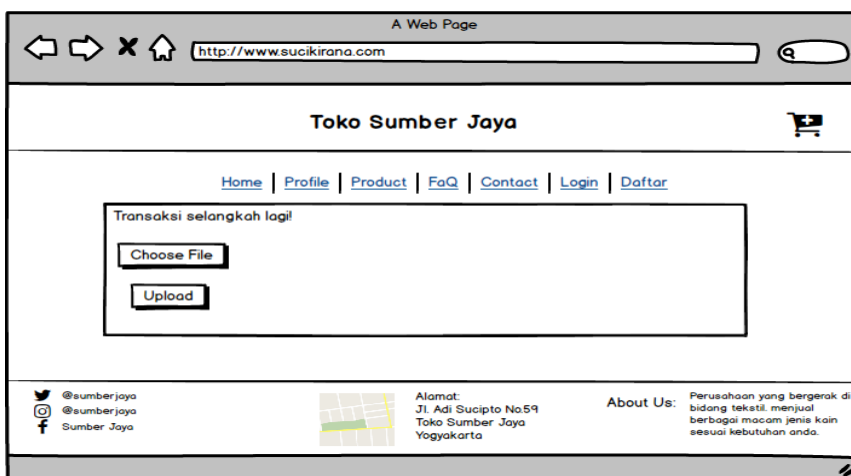 A Web Page
http://www.sucikirana.com
Toko Sumber Jaya
Home Profile Product FaQ Contact Login Daftar
Transaksi selangkah lagi!
Choose File
Upload
@sumberjaya
@sumberjaya
Sumber Jaya
Alamat:
Jl. Adi Sucipto No.59
Toko Sumber Jaya
Yogyakarta
About Us:
Perusahaan yang bergerak di
bidang tekstil. menjual
berbagai macam jenis kain
sesuai kebutuhan anda.